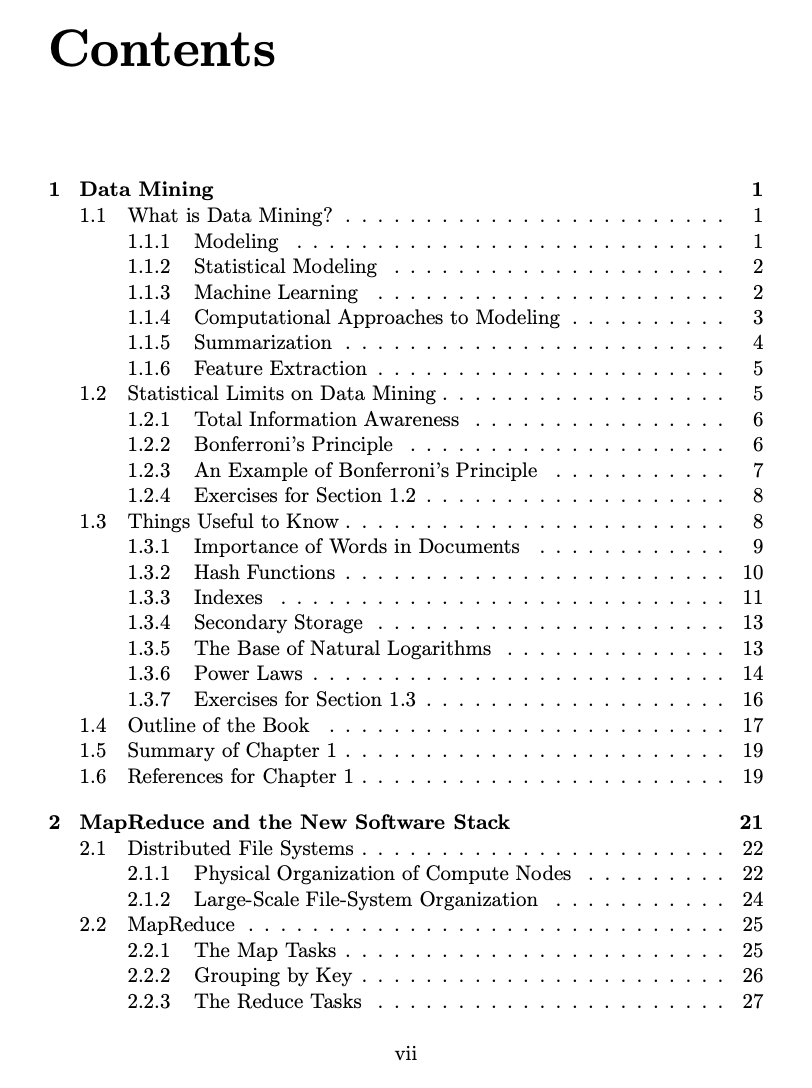 Contents
1 Data Mining 1
1.1 What is Data Mining? . . . . . . . . . . . . . . . . . . . . . . . . 1
1.1.1 Modeling . . . . . . . . . . . . . . . . . . . . . . . . . . . 1
1.1.2 Statistical Modeling . . . . . . . . . . . . . . . . . . . . . 2
1.1.3 Machine Learning . . . . . . . . . . . . . . . . . . . . . . 2
1.1.4 Computational Approaches to Modeling . . . . . . . . . . 3
1.1.5 Summarization . . . . . . . . . . . . . . . . . . . . . . . . 4
1.1.6 Feature Extraction . . . . . . . . . . . . . . . . . . . . . . 5
1.2 Statistical Limits on Data Mining . . . . . . . . . . . . . . . . . . 5
1.2.1 Total Information Awareness . . . . . . . . . . . . . . . . 6
1.2.2 Bonferroni's Principle . . . . . . . . . . . . . . . . . . . . 6
1.2.3 An Example of Bonferroni's Principle . . . . . . . . . . . 7
1.2.4 Exercises for Section 1.2 . . . . . . . . . . . . . . . . . . . 8
1.3 Things Useful to Know . . . . . . . . . . . . . . . . . . . . . . . . 8
1.3.1 Importance of Words in Documents . . . . . . . . . . . . 9
1.3.2 Hash Functions . . . . . . . . . . . . . . . . . . . . . . . . 10
1.3.3 Indexes . . . . . . . . . . . . . . . . . . . . . . . . . . . . 11
1.3.4 Secondary Storage . . . . . . . . . . . . . . . . . . . . . . 13
1.3.5 The Base of Natural Logarithms . . . . . . . . . . . . . . 13
1.3.6 Power Laws . . . . . . . . . . . . . . . . . . . . . . . . . . 14
1.3.7 Exercises for Section 1.3 . . . . . . . . . . . . . . . . . . . 16
1.4 Outline of the Book . . . . . . . . . . . . . . . . . . . . . . . . . 17
1.5 Summary of Chapter 1 . . . . . . . . . . . . . . . . . . . . . . . . 19
1.6 References for Chapter 1 . . . . . . . . . . . . . . . . . . . . . . . 19
2 MapReduce and the New Software Stack 21
2.1 Distributed File Systems . . . . . . . . . . . . . . . . . . . . . . . 22
2.1.1 Physical Organization of Compute Nodes . . . . . . . . . 22
2.1.2 Large-Scale File-System Organization . . . . . . . . . . . 24
2.2 MapReduce . . . . . . . . . . . . . . . . . . . . . . . . . . . . . . 25
2.2.1 The Map Tasks . . . . . . . . . . . . . . . . . . . . . . . . 25
2.2.2 Grouping by Key . . . . . . . . . . . . . . . . . . . . . . . 26
2.2.3 The Reduce Tasks . . . . . . . . . . . . . . . . . . . . . . 27
vii